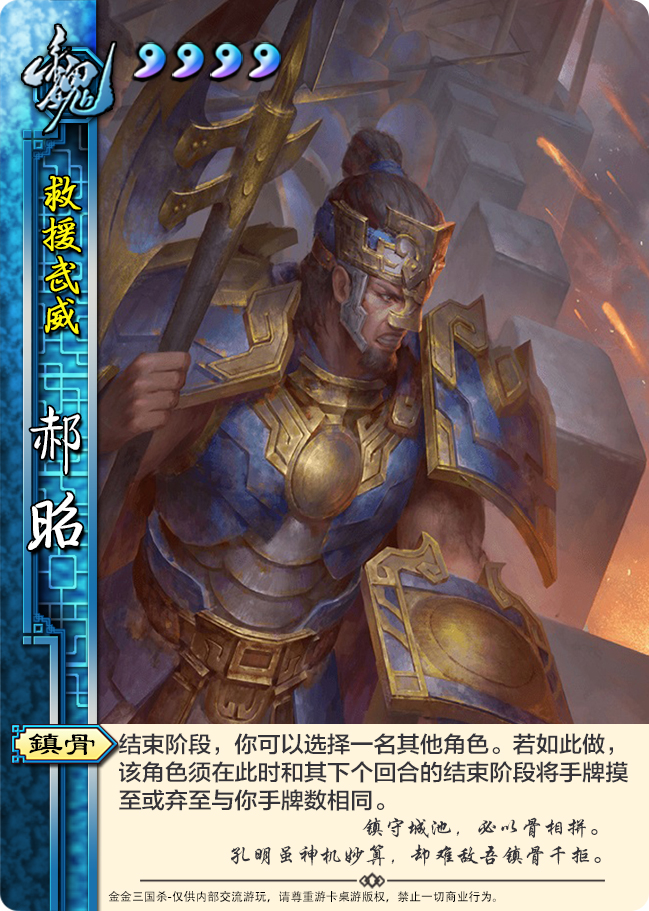 魏
救援武威
郝昭
鎮骨
结束阶段，你可以选择一名其他角色。若如此做，
该角色须在此时和其下个回合的结束阶段将手牌摸
至或弃至与你手牌数相同。
镇守城池，必以骨相拼。
孔明虽神机妙算，却难敌吾镇骨千拒。
金金三国杀-仅供内部交流游玩，请尊重游卡桌游版权，禁止一切商业行为。